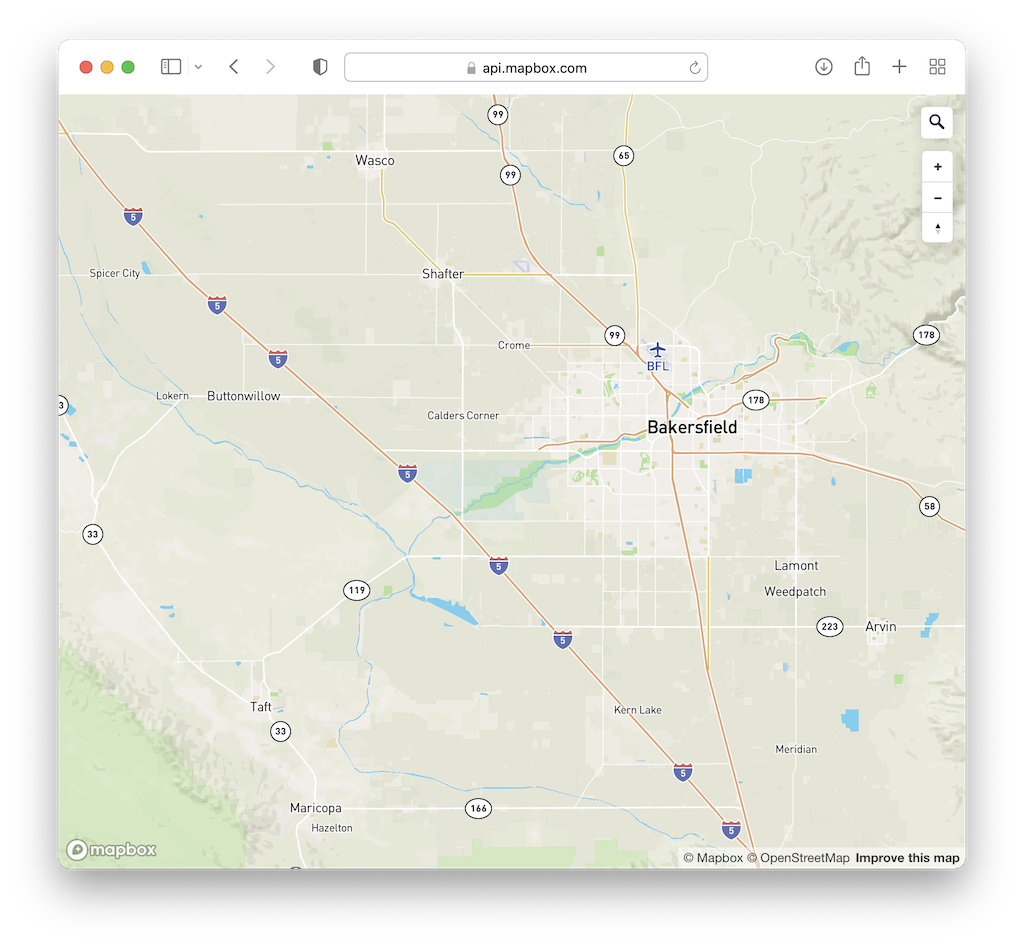 api.mapbox.com
99
Wasco
65
99
5
Spicer City
Shafter
5
99
178
Crome
BFL
5
Lokern
Buttonwillow
178
3
Calders Corner
Bakersfield
5
58
33
5
Lamont
119
Weedpatch
223
Arvin
5
Taft
Kern Lake
33
Meridian
5
Maricopa
166
Hazelton
5
mapbox
© Mapbox © OpenStreetMap Improve this map